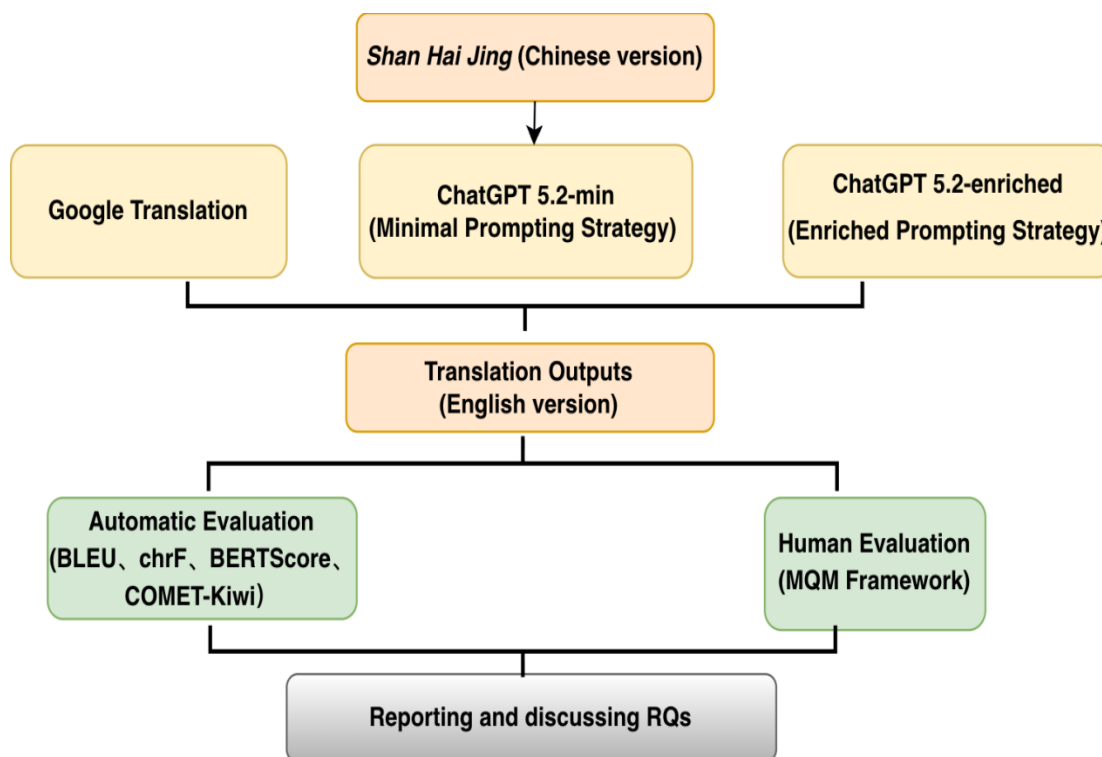 Shan Hai Jing (Chinese version)
Google Translation
ChatGPT 5.2-min
(Minimal Prompting Strategy)
ChatGPT 5.2-enriched
(Enriched Prompting Strategy)
Translation Outputs
(English version)
Automatic Evaluation
(BLEU、chrF、BERTScore、
COMET-Kiwi）
Human Evaluation
(MQM Framework)
Reporting and discussing RQs